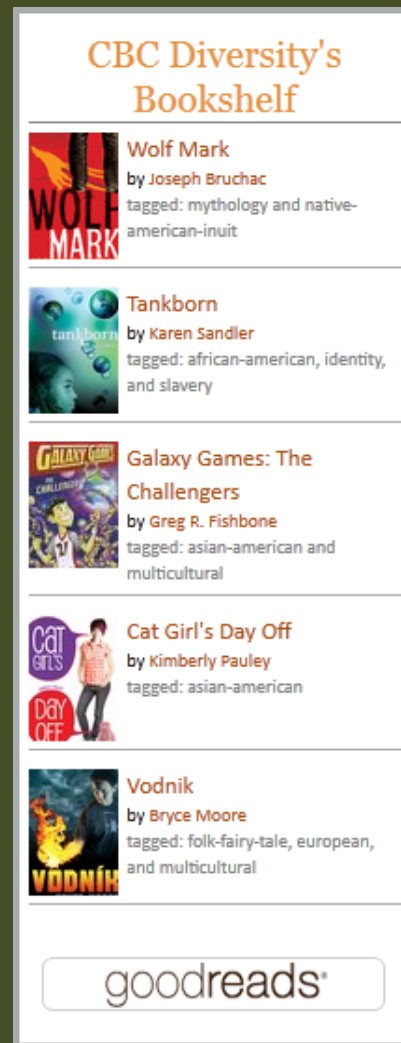 CBC Diversity's
Bookshelf
WOLF
MARK
Wolf Mark
by Joseph Bruchac
tagged: mythology and native-
american-inuit
tankborn
Tankborn
by Karen Sandler
tagged: african-american, identity,
and slavery
GALAXY GAMES
THE
CHALLENGERS
Galaxy Games: The
Challengers
by Greg R. Fishbone
tagged: asian-american and
multicultural
CAT
GIRL'S
DAY
OFF
Cat Girl's Day Off
by Kimberly Pauley
tagged: asian-american
VODNÍK
Vodnik
by Bryce Moore
tagged: folk-fairy-tale, european,
and multicultural
goodreads®